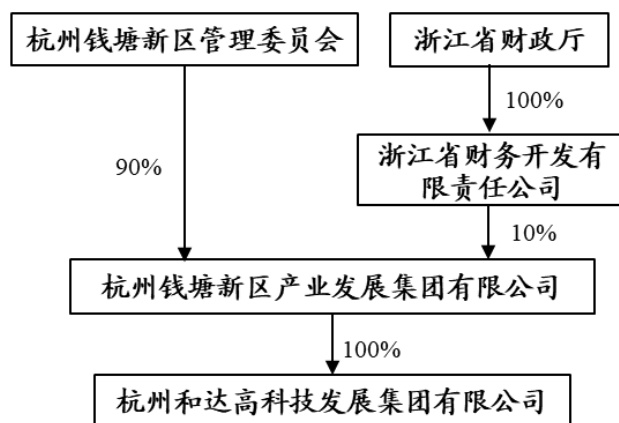 杭州钱塘新区管理委员会
浙江省财政厅
100%
90%
浙江省财务开发有
限责任公司
10%
杭州钱塘新区产业发展集团有限公司
100%
杭州和达高科技发展集团有限公司